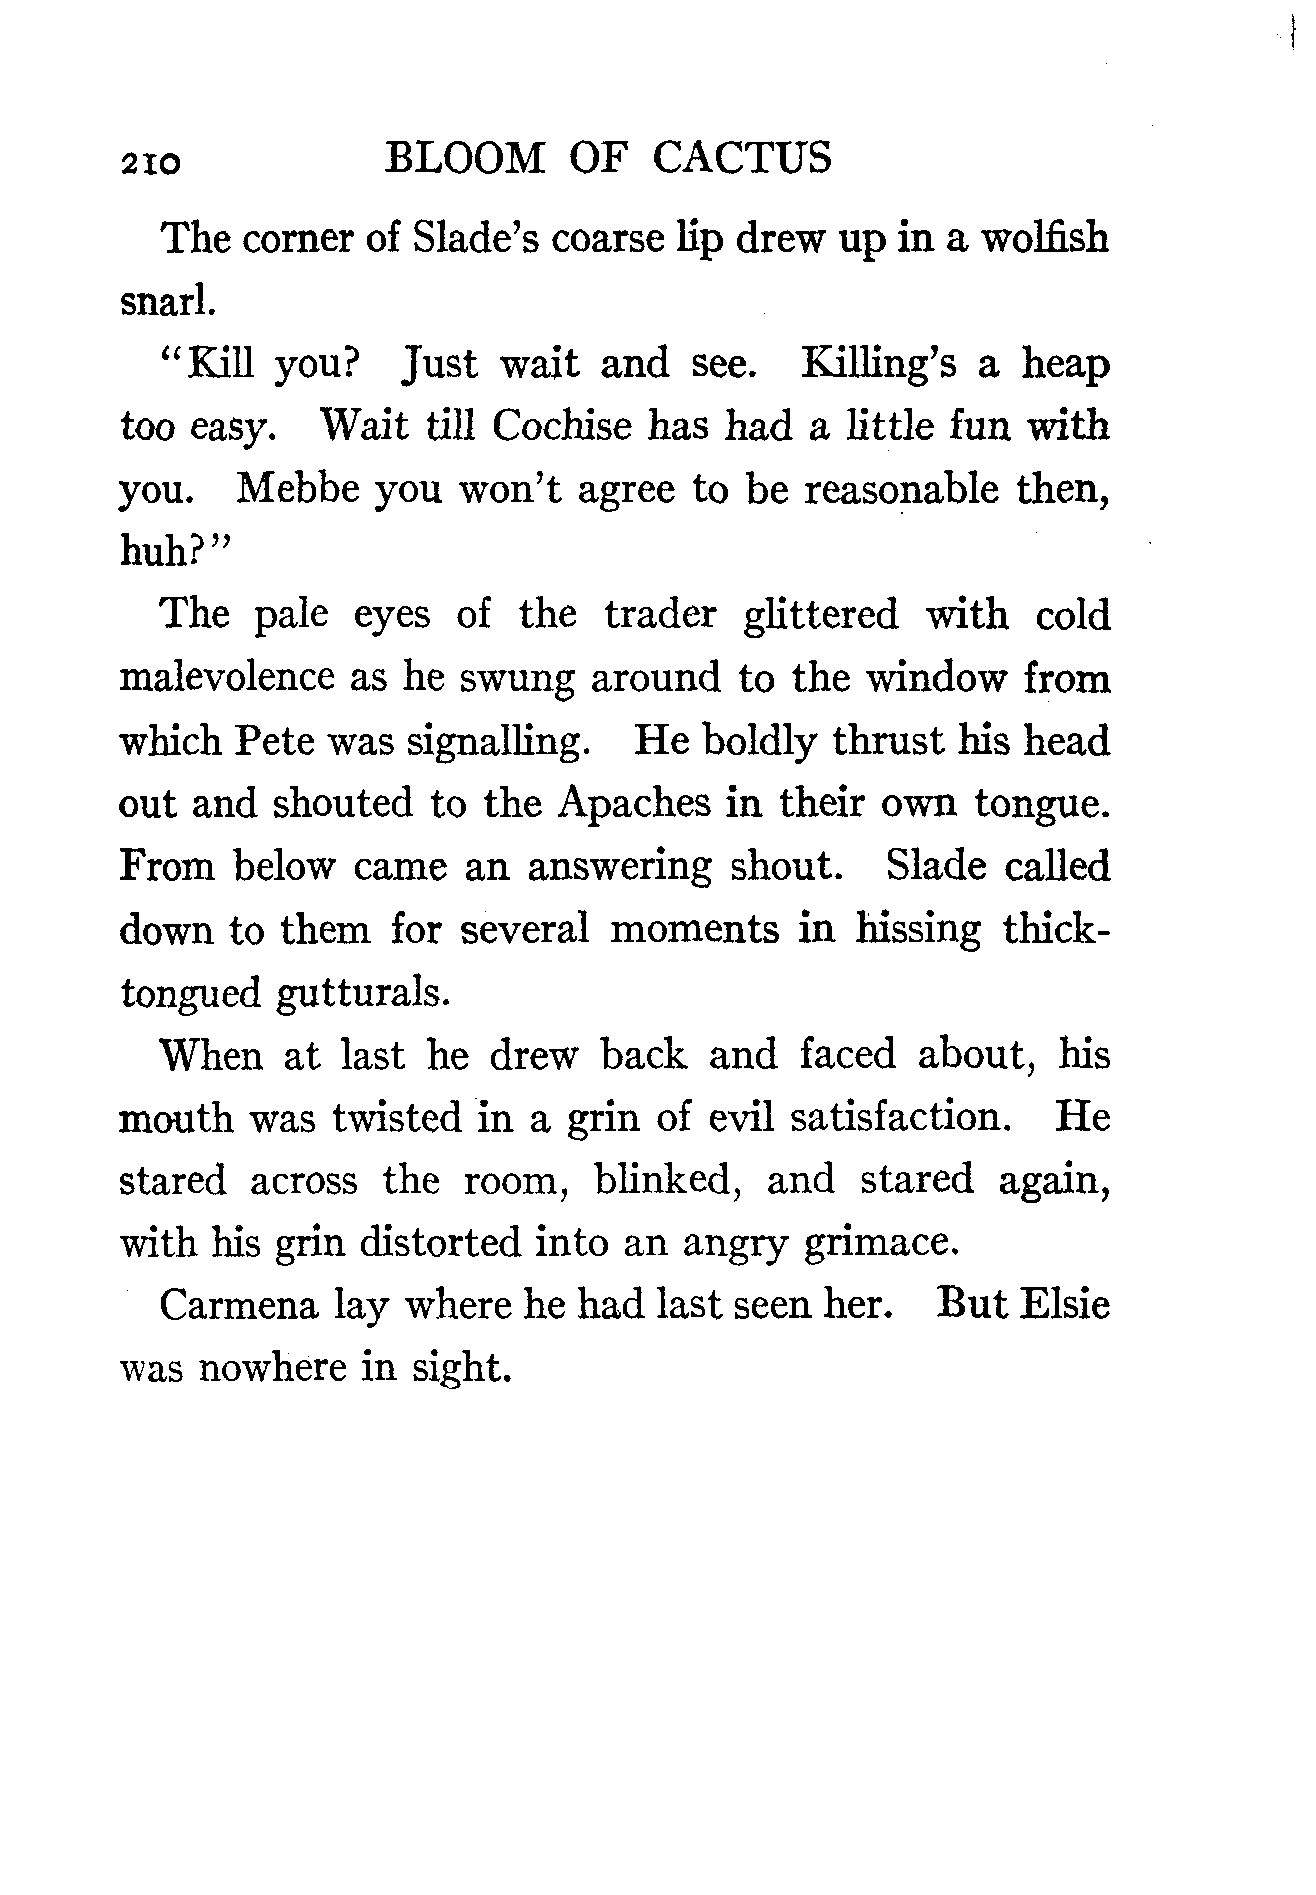 210 BLOOM OF CACTUS
The corner of Slade's coarse lip drew up in a wolfish
snarl.
"Kill you? Just wait and see. Killing's a heap
too easy. Wait till Cochise has had a little fun with
you. Mebbe you won't agree to be reasonable then,
huh?"
The pale eyes of the trader glittered with cold
malevolence as he swung around to the window from
which Pete was signalling. He boldly thrust his head
out and shouted to the Apaches in their own tongue.
From below came an answering shout. Slade called
down to them for several moments in hissing thick-
tongued gutturals.
When at last he drew back and faced about, his
mouth was twisted in a grin of evil satisfaction. He
stared across the room, blinked, and stared again,
with his grin distorted into an angry grimace.
Carmena lay where he had last seen her. But Elsie
was nowhere in sight.